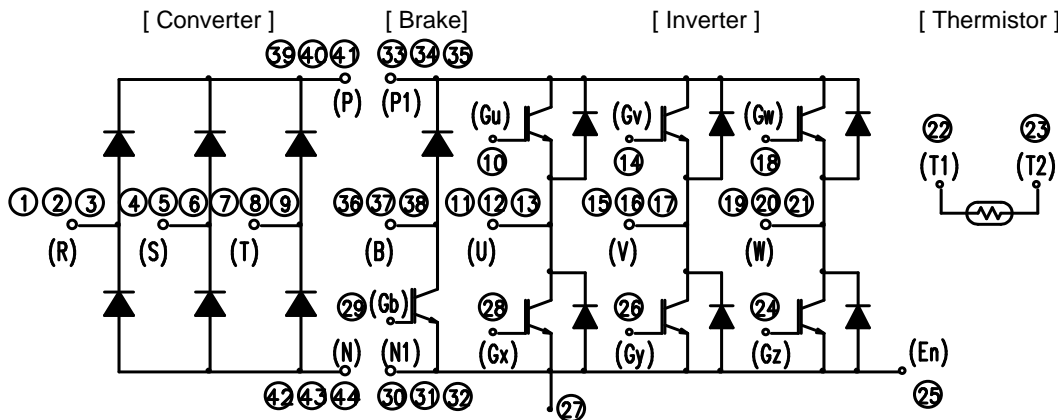 [ Converter ] [ Brake] [ Inverter ] [ Thermistor ]
39 40 41 33 34 35
(P) (P1) (Gu) (Gv) (Gw)
10 14 18 22 23
(T1) (T2)
1 2 3 4 5 6 7 8 9 36 37 38 11 12 13 15 16 17 19 20 21
(R) (S) (T) (B) (U) (V) (W)
29 (Gb) 28 26 24
(N) (N1) (Gx) (Gy) (Gz) (En)
42 43 44 30 31 32 27 25